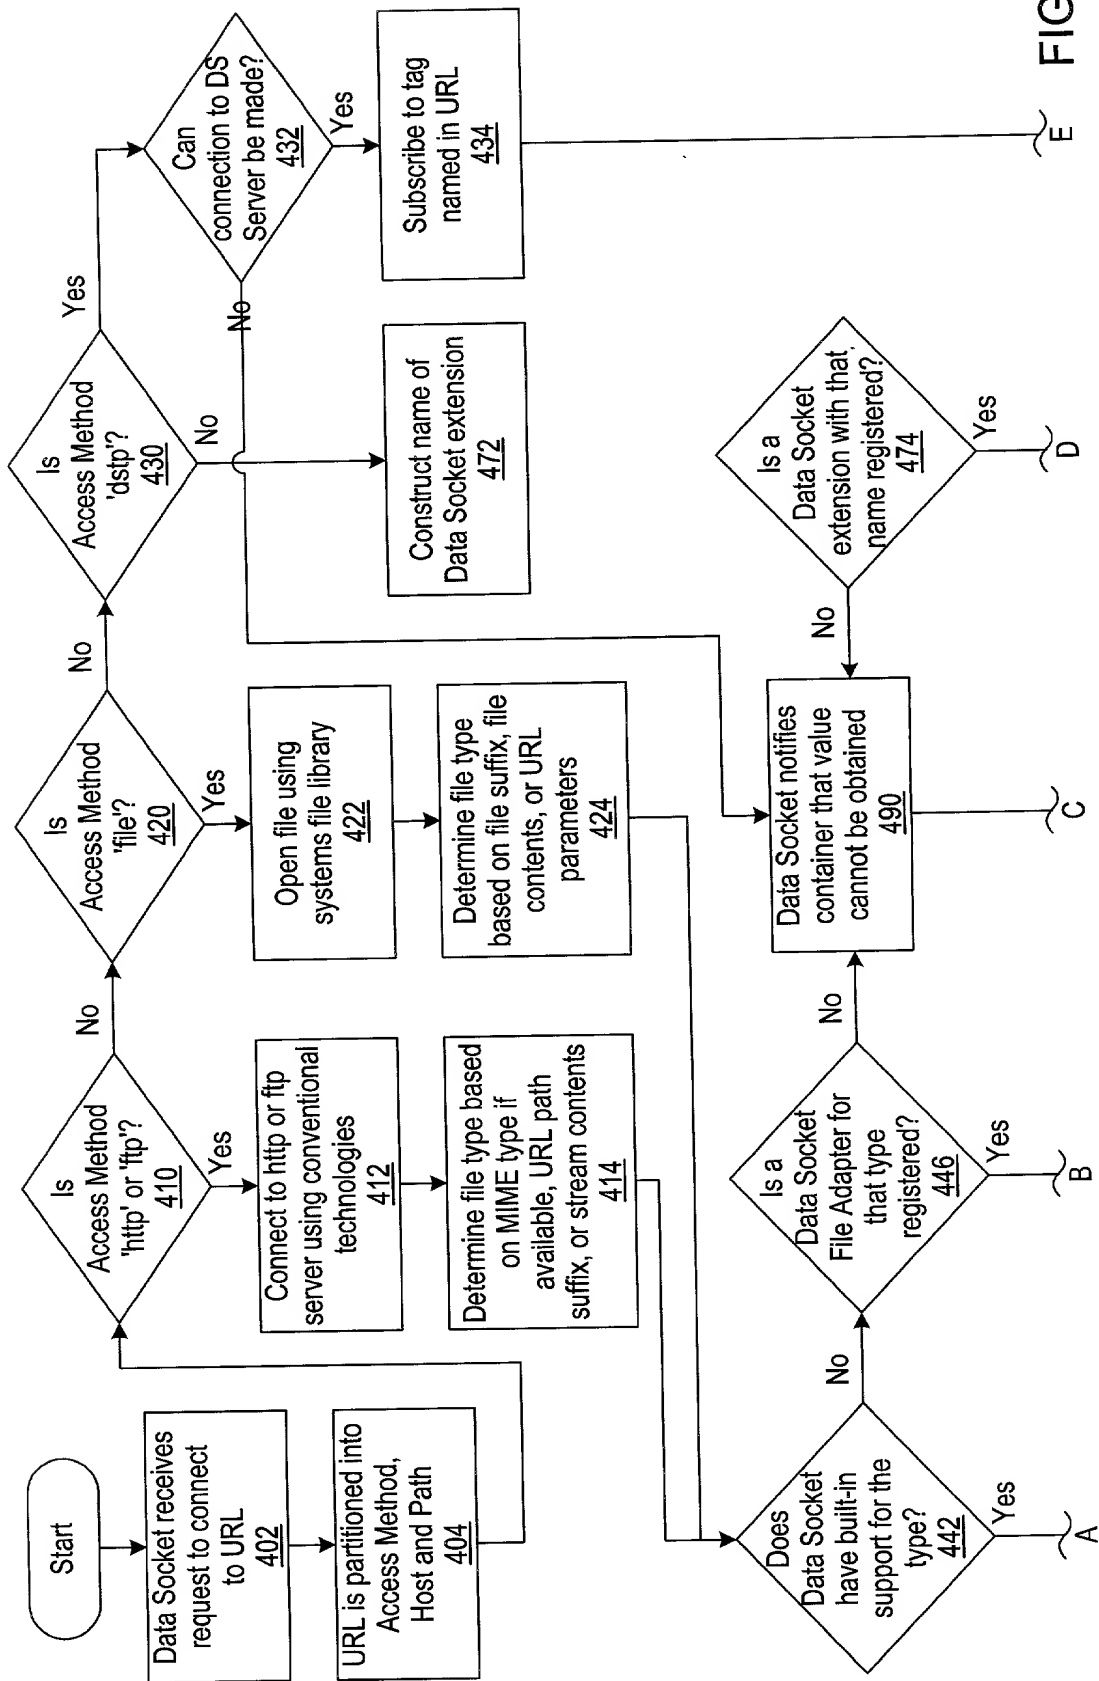 Start
Data Socket receives
request to connect
to URL
402
URL is partitioned into
Access Method,
Host and Path
404
Is
Access Method
'http' or 'ftp'?
410
No
Yes
Connect to http or ftp
server using conventional
technologies
412
Determine file type based
on MIME type if
available, URL path
suffix, or stream contents
414
Is
Access Method
'file'?
420
No
Yes
Open file using
systems file library
422
Determine file type
based on file suffix, file
contents, or URL
parameters
424
Is
Access Method
'dstp'?
430
Yes
No
Construct name of
Data Socket extension
472
Can
connection to DS
Server be made?
432
No
Yes
Subscribe to tag
named in URL
434
Does
Data Socket
have built-in
support for the
type?
442
No
Yes
A
Is a
Data Socket
File Adapter for
that type
registered?
446
No
Yes
B
Data Socket notifies
container that value
cannot be obtained
490
C
Is a
Data Socket
extension with that
name registered?
474
No
Yes
D
E
FIG